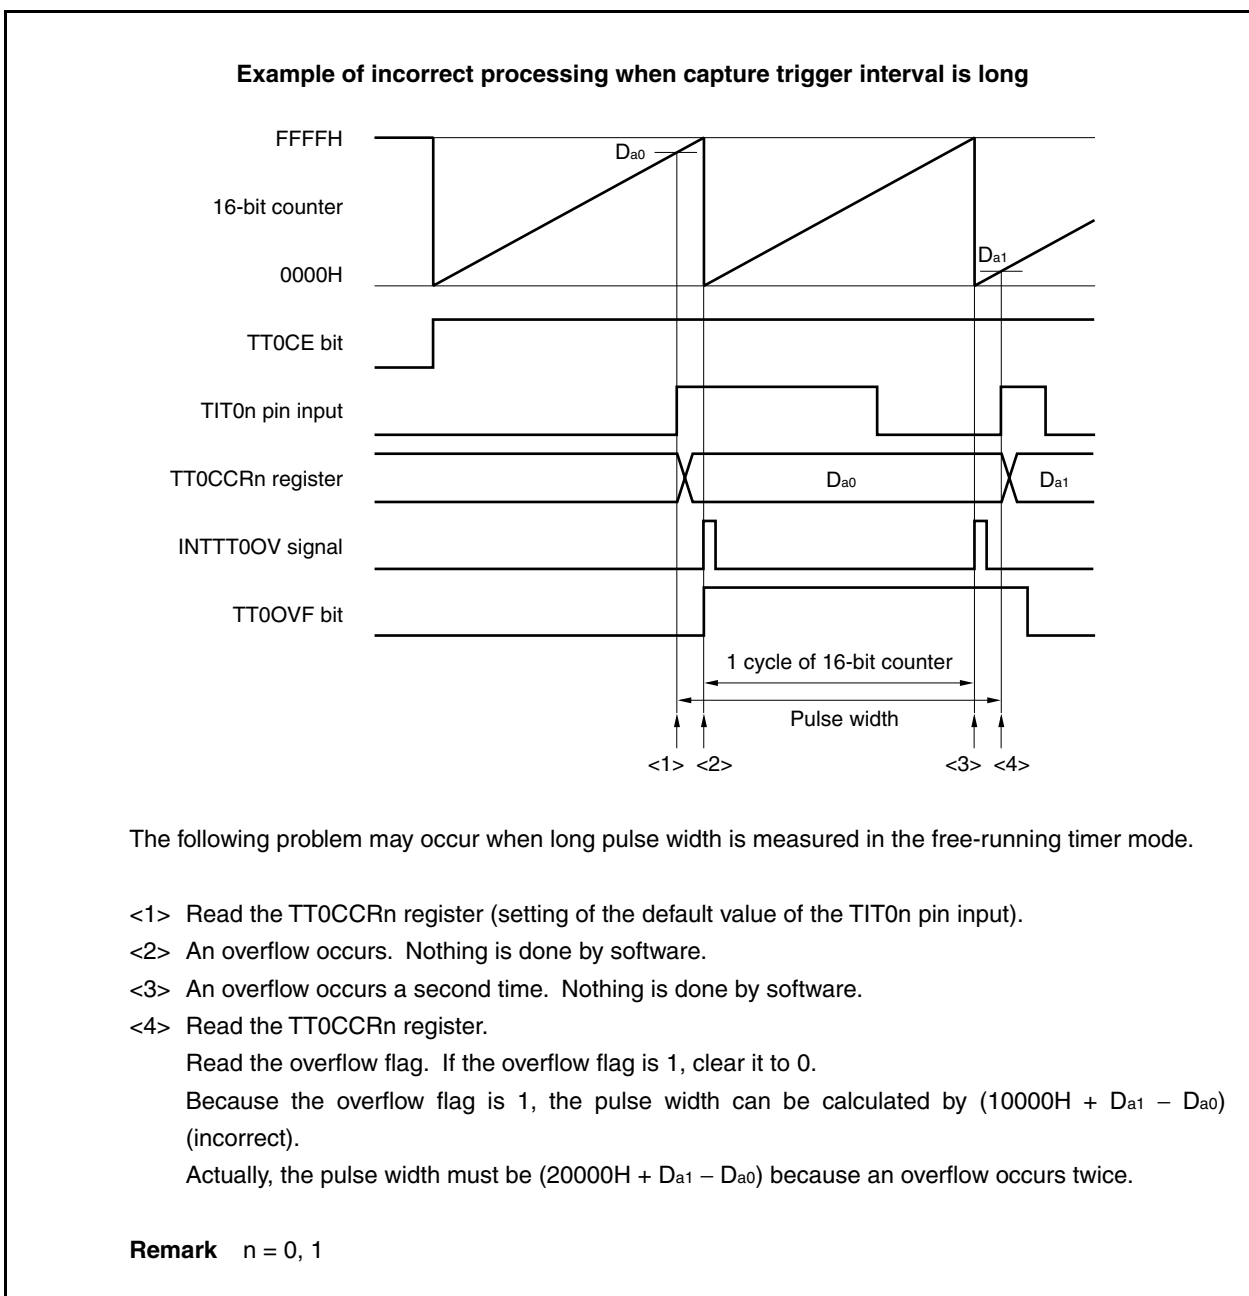 Example of incorrect processing when capture trigger interval is long
FFFFH
Da0
16-bit counter
Da1
0000H
TT0CE bit
TIT0n pin input
TT0CCRn register
Da0
Da1
INTTT0OV signal
TT0OVF bit
1 cycle of 16-bit counter
Pulse width
<1> <2> <3> <4>
The following problem may occur when long pulse width is measured in the free-running timer mode.
<1> Read the TT0CCRn register (setting of the default value of the TIT0n pin input).
<2> An overflow occurs. Nothing is done by software.
<3> An overflow occurs a second time. Nothing is done by software.
<4> Read the TT0CCRn register.
Read the overflow flag. If the overflow flag is 1, clear it to 0.
Because the overflow flag is 1, the pulse width can be calculated by (10000H + Da1 − Da0)
(incorrect).
Actually, the pulse width must be (20000H + Da1 − Da0) because an overflow occurs twice.
Remark n = 0, 1